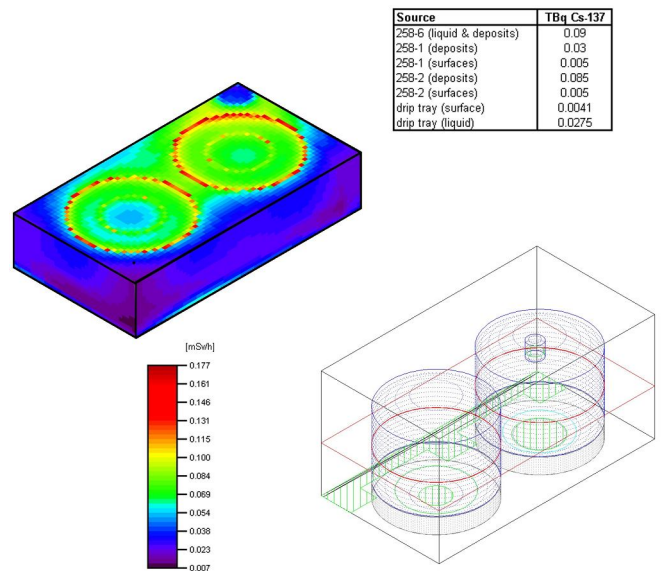 Source TBq Cs-137
258-6 (liquid & deposits) 0.09
258-1 (deposits) 0.03
258-1 (surfaces) 0.005
258-2 (deposits) 0.085
258-2 (surfaces) 0.005
drip tray (surface) 0.0041
drip tray (liquid) 0.0275
[mSv/h]
0.177
0.161
0.146
0.131
0.115
0.100
0.084
0.069
0.054
0.038
0.023
0.007